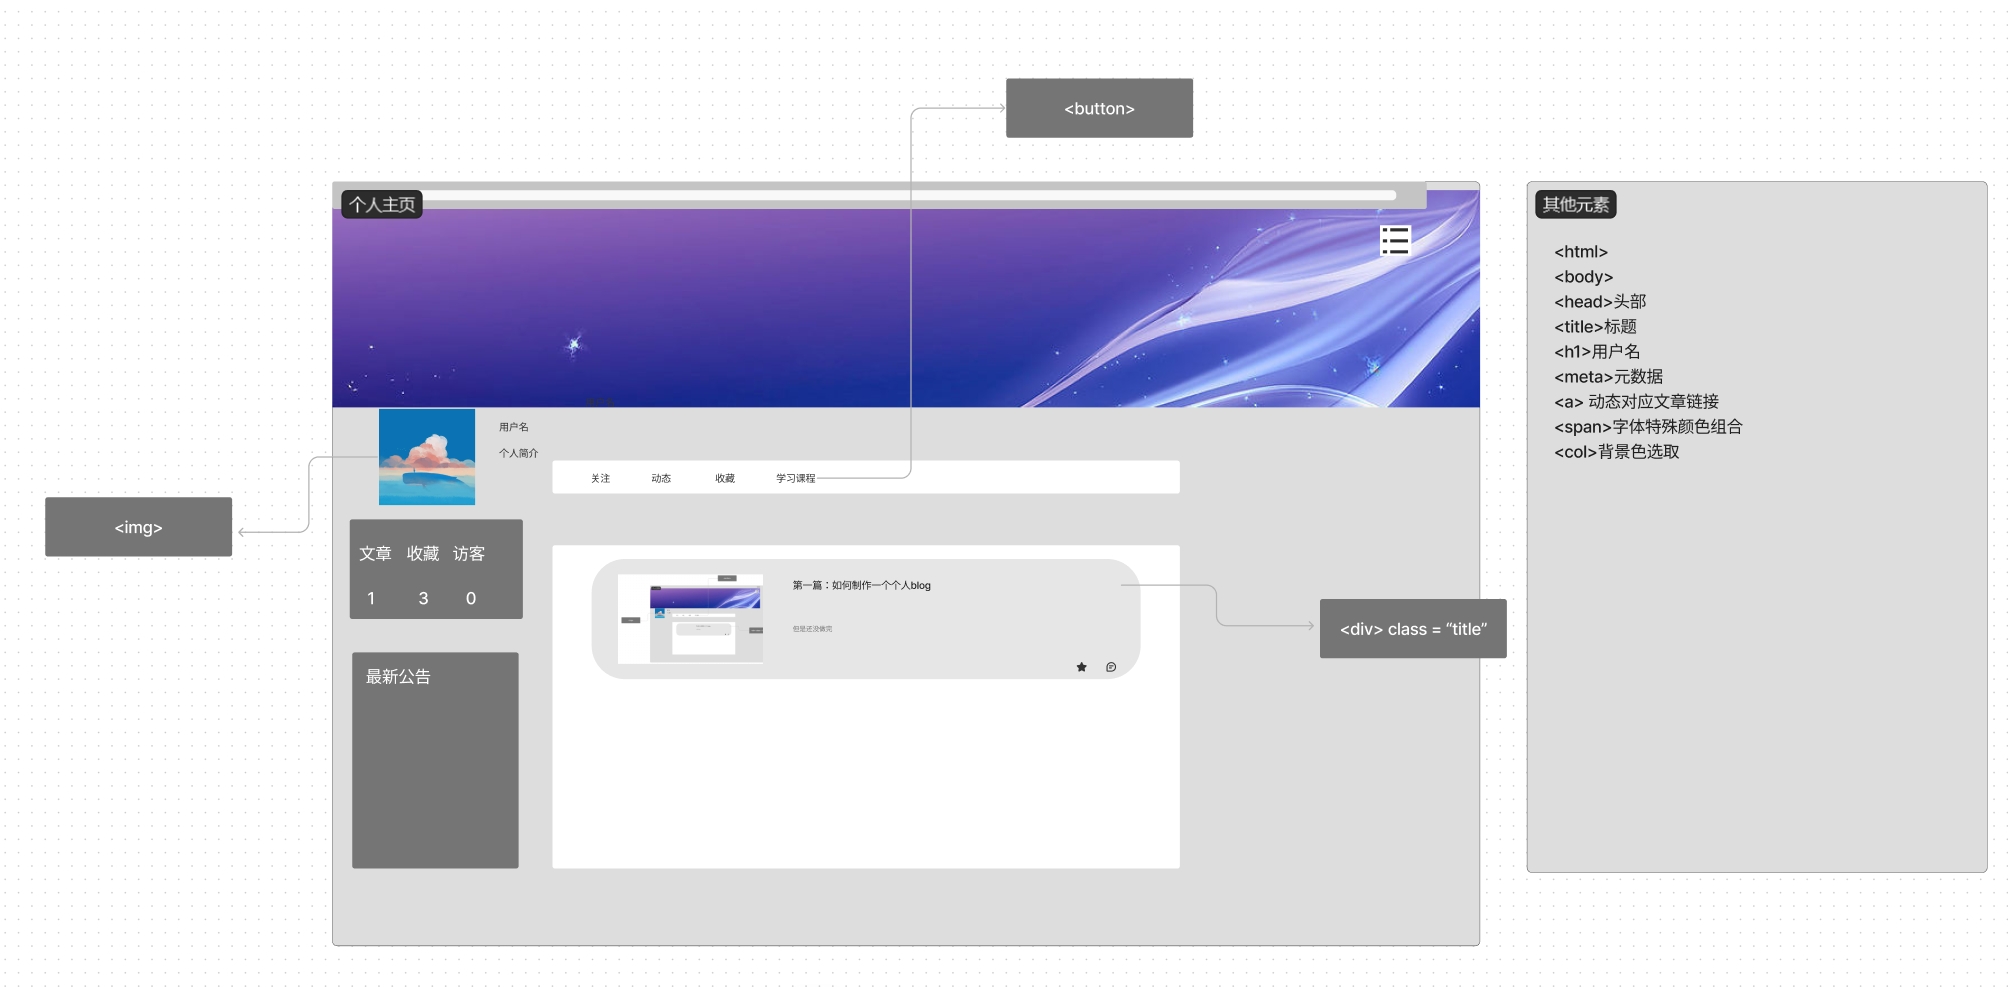 <button>
个人主页
用户名
个人简介
关注 动态 收藏 学习课程
<img>
文章 收藏 访客
1 3 0
最新公告
第一篇：如何制作一个个人blog
但是还没做完
<div> class = “title”
其他元素
<html>
<body>
<head>头部
<title>标题
<h1>用户名
<meta>元数据
<a> 动态对应文章链接
<span>字体特殊颜色组合
<col>背景色选取